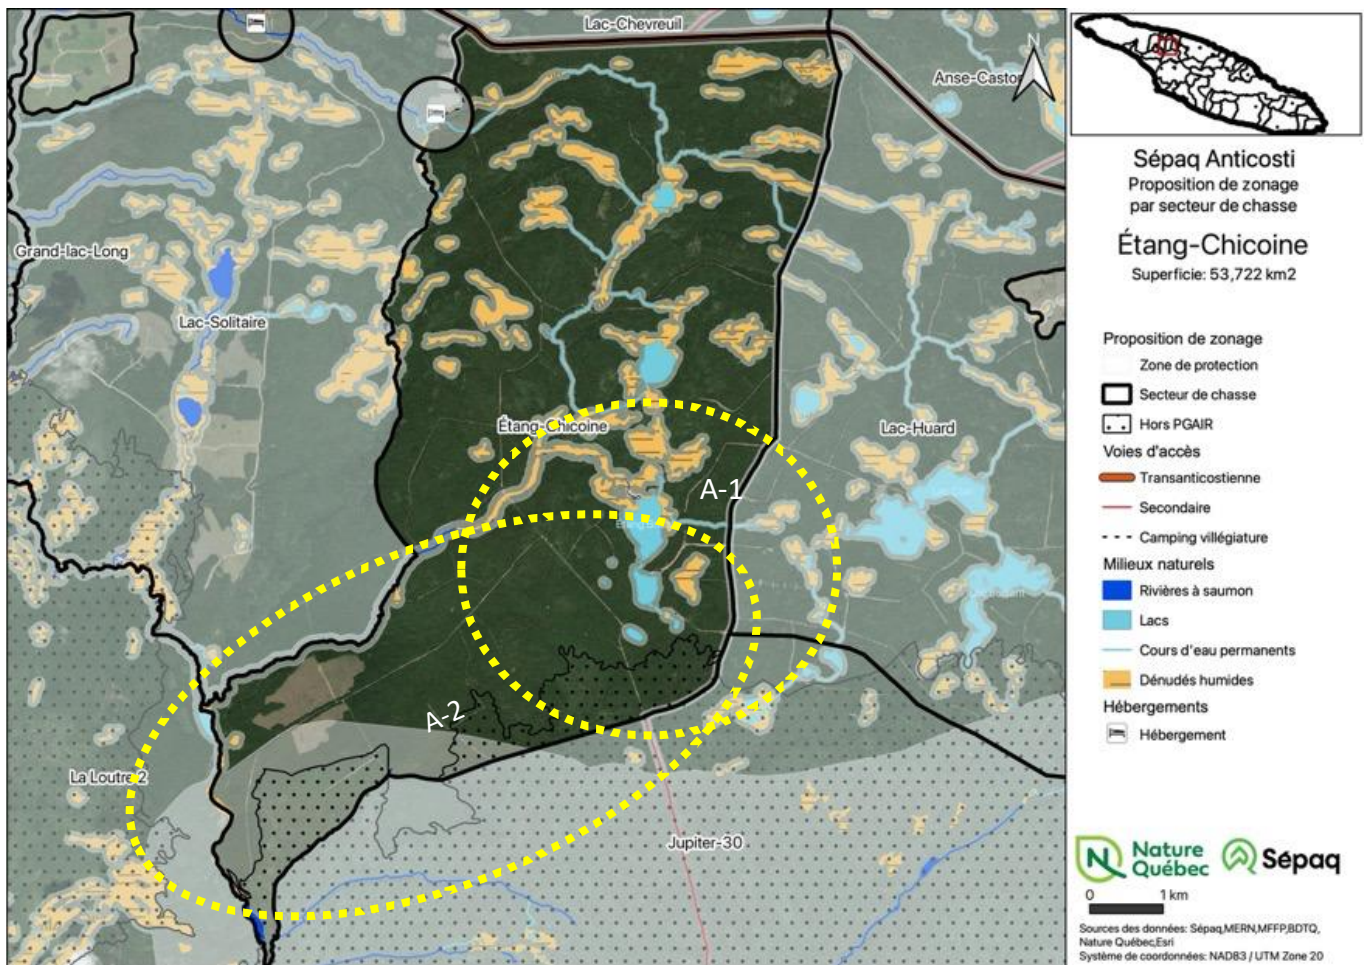 Lac-Chevreuil
N
Anse-Castor
Grand-lac-Long
Lac-Solitaire
Étang-Chicoine
Lac-Huard
A-1
A-2
La Loutre 2
Jupiter-30
Sépaq Anticosti
Proposition de zonage
par secteur de chasse
Étang-Chicoine
Superficie: 53,722 km2
Proposition de zonage
Zone de protection
Secteur de chasse
Hors PGAIR
Voies d'accès
Transanticostienne
Secondaire
Camping villégiature
Milieux naturels
Rivières à saumon
Lacs
Cours d'eau permanents
Dénudés humides
Hébergements
Hébergement
Nature
Québec
Sépaq
0 1 km
Sources des données: Sépaq,MERN,MFFP,BDTQ,
Nature Québec,Esri
Système de coordonnées: NAD83 / UTM Zone 20